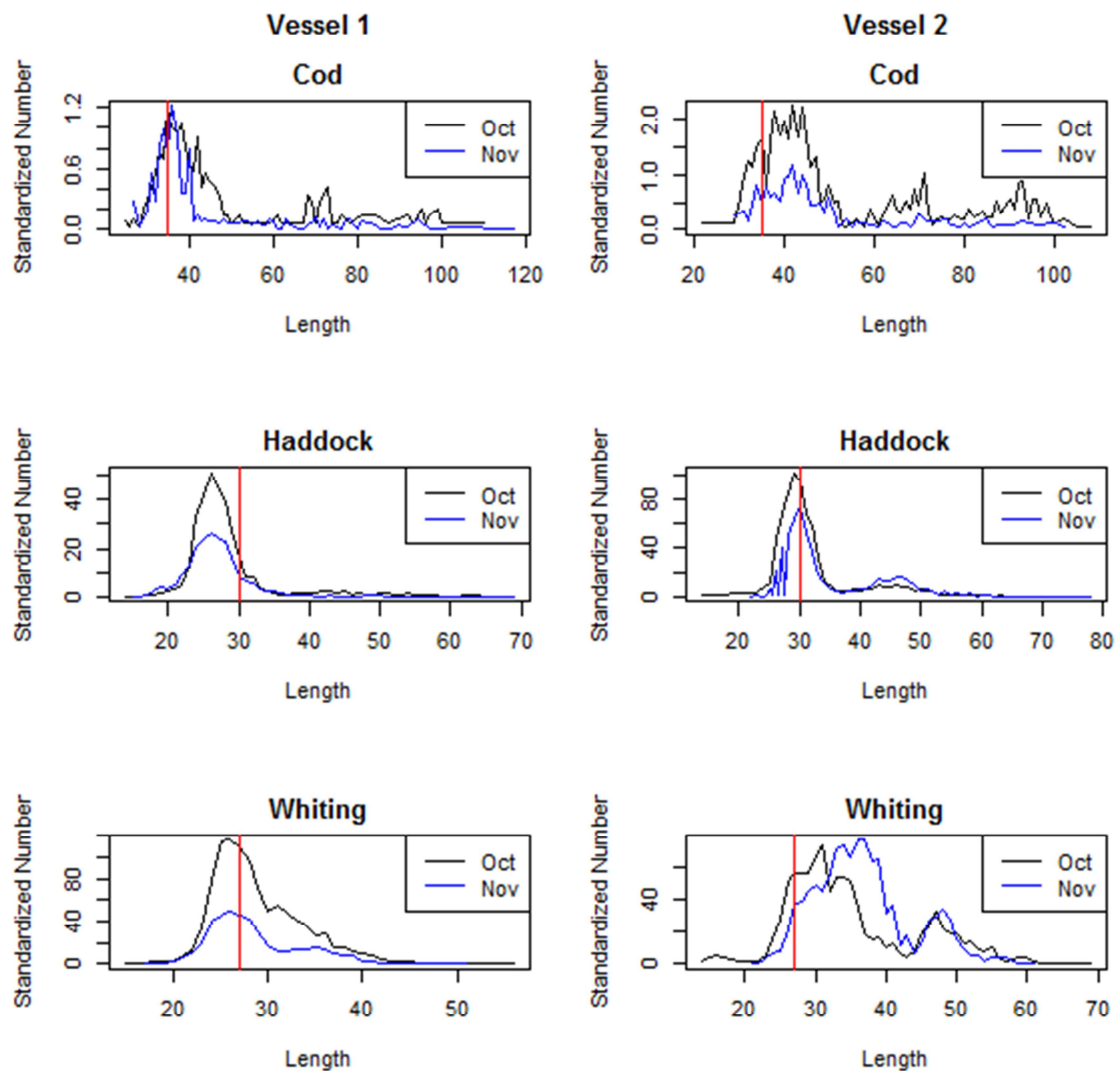 Vessel 1
Cod
Standardized Number
0.0 0.6 1.2
Oct
Nov
40 60 80 100 120
Length
Vessel 2
Cod
Standardized Number
0.0 1.0 2.0
Oct
Nov
20 40 60 80 100
Length
Haddock
Standardized Number
0 20 40
Oct
Nov
20 30 40 50 60 70
Length
Haddock
Standardized Number
0 40 80
Oct
Nov
20 30 40 50 60 70 80
Length
Whiting
Standardized Number
0 40 80
Oct
Nov
20 30 40 50
Length
Whiting
Standardized Number
0 40
Oct
Nov
20 30 40 50 60 70
Length